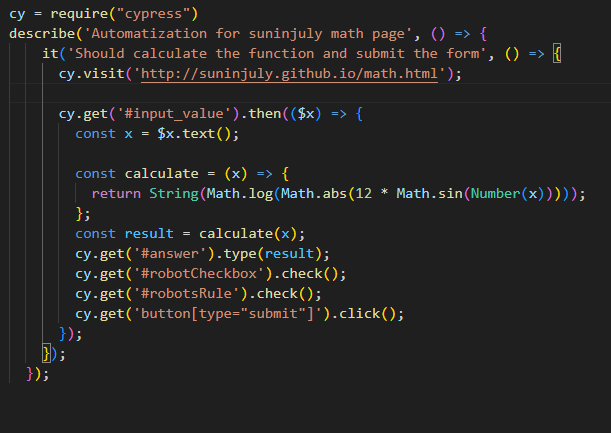 cy = require("cypress")
describe('Automatization for suninjuly math page', () => {
it('Should calculate the function and submit the form', () => {
cy.visit('http://suninjuly.github.io/math.html');
cy.get('#input_value').then(($x) => {
const x = $x.text();
const calculate = (x) => {
return String(Math.log(Math.abs(12 * Math.sin(Number(x)))));
};
const result = calculate(x);
cy.get('#answer').type(result);
cy.get('#robotCheckbox').check();
cy.get('#robotsRule').check();
cy.get('button[type="submit"]').click();
});
});
});